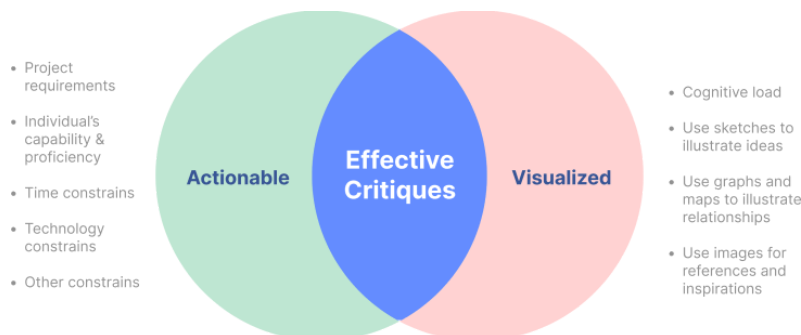 • Project
requirements
• Individual's
capability &
proficiency
• Time constrains
• Technology
constrains
• Other constrains
Actionable
Effective
Critiques
Visualized
• Cognitive load
• Use sketches to
illustrate ideas
• Use graphs and
maps to illustrate
relationships
• Use images for
references and
inspirations